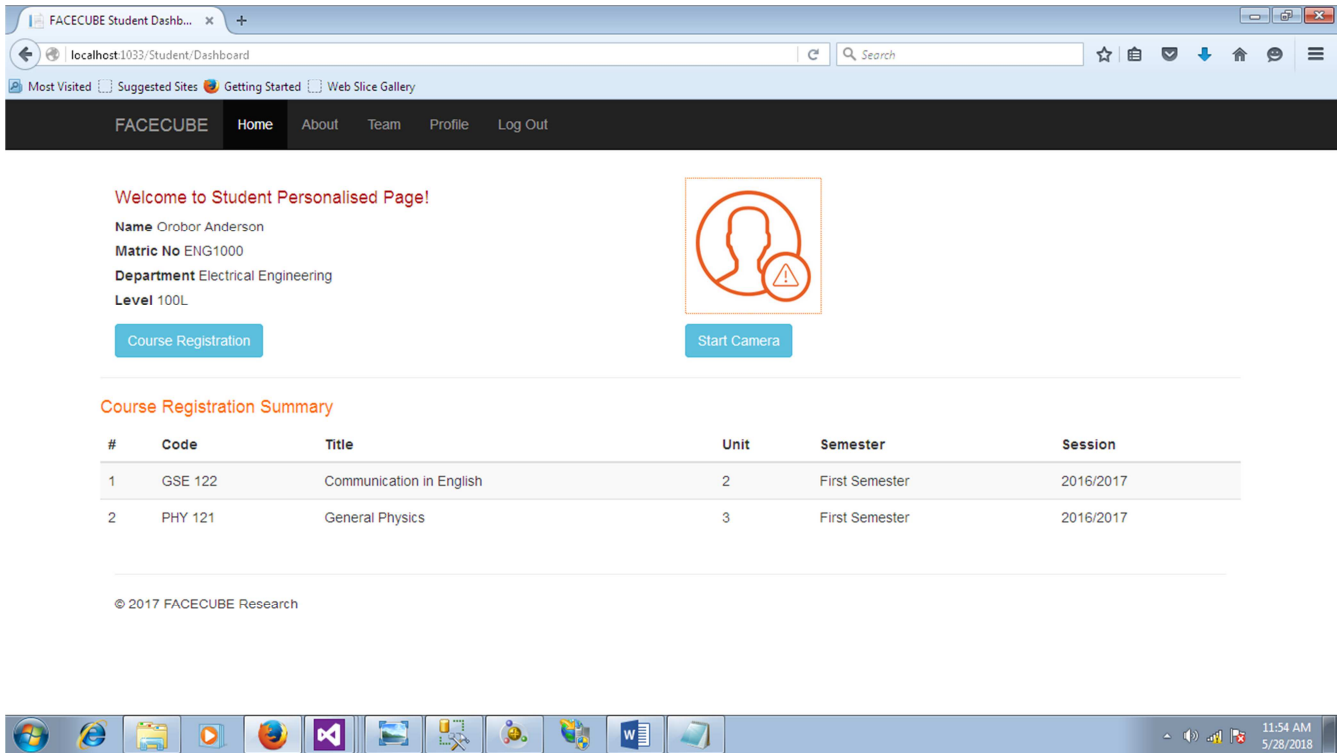 FACECUBE Student Dashb... × +
localhost:1033/Student/Dashboard Search
Most Visited Suggested Sites Getting Started Web Slice Gallery
FACECUBE Home About Team Profile Log Out
Welcome to Student Personalised Page!
Name Orobor Anderson
Matric No ENG1000
Department Electrical Engineering
Level 100L
Course Registration Start Camera
Course Registration Summary
# Code Title Unit Semester Session
1 GSE 122 Communication in English 2 First Semester 2016/2017
2 PHY 121 General Physics 3 First Semester 2016/2017
© 2017 FACECUBE Research
11:54 AM
5/28/2018